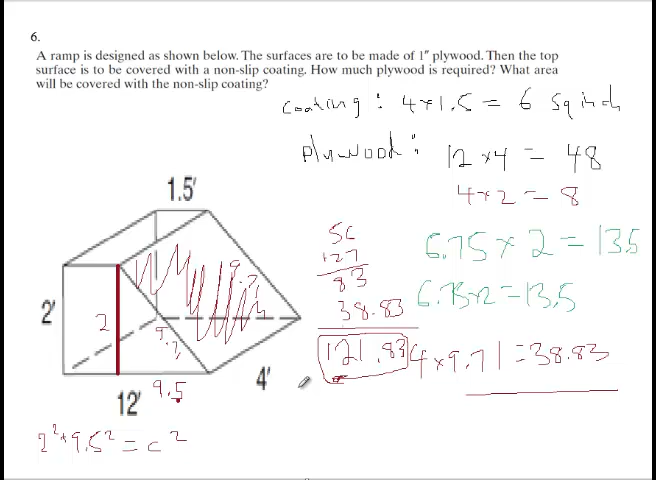 6.
A ramp is designed as shown below. The surfaces are to be made of 1″ plywood. Then the top
surface is to be covered with a non-slip coating. How much plywood is required? What area
will be covered with the non-slip coating?
coating : 4 × 1.5 = 6 sq inch
plywood : 12 × 4 = 48
4 × 2 = 8
1.5′
6.75 × 2 = 13.5
127
83
38.83
6.75 × 2 = 13.5
9.71
2′
2
121.83
4 × 9.71 = 38.83
12′
9.5
4′
2² + 9.5² = c²